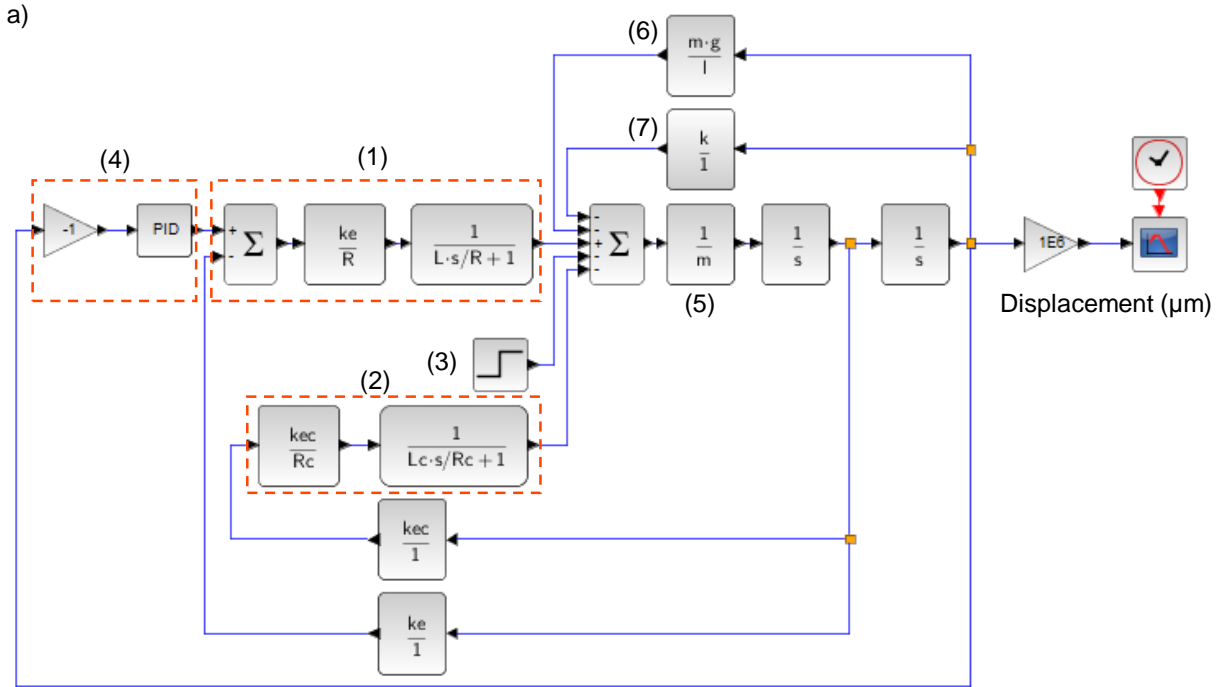 a)
(6)
m·g
l
(7)
k
1
(4)
(1)
-1
PID
+
-
Σ
ke
R
1
L·s/R+1
-
-
+
-
-
Σ
1
m
(5)
1
s
1
s
1E6
Displacement (μm)
(3)
(2)
kec
Rc
1
Lc·s/Rc+1
kec
1
ke
1